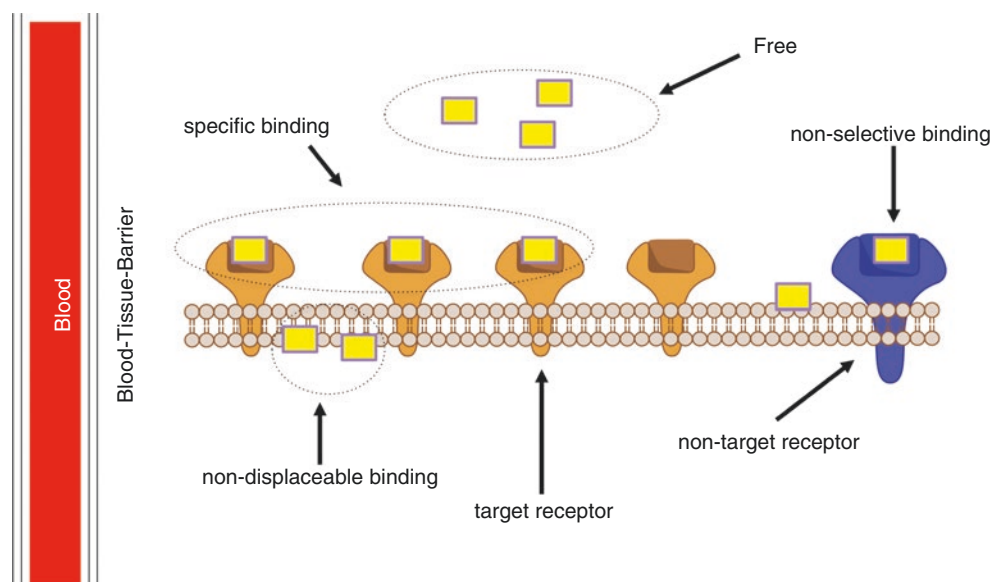 Free
specific binding
non-selective binding
Blood
Blood-Tissue-Barrier
non-displaceable binding
target receptor
non-target receptor